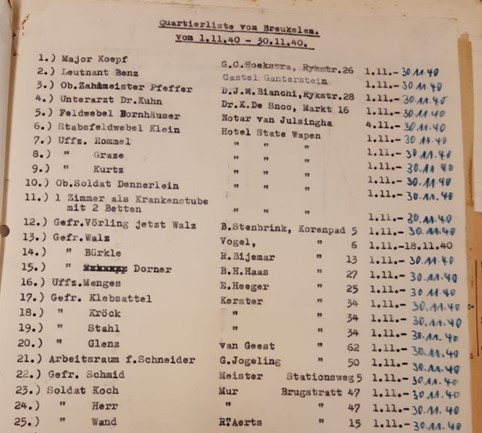 Quartierliste von Breukelen.
vom 1.11.40 - 30.11.40.
1.) Major Koepf G.C.Hoekstra, Rykstr.26 1.11.-30.11.40
2.) Leutnant Benz Castel Gunterstein 1.11.-30.11.40
3.) Ob.Zahlmeister Pfeffer D.J.M.Bianchi,Rykstr.28 1.11.-30.11.40
4.) Unterarzt Dr.Kuhn Dr.K.De Snoo, Markt 16 1.11.-30.11.40
5.) Feldwebel Bornhäuser Notar van Julsingha 4.11.-30.11.40
6.) Stabsfeldwebel Klein Hotel State Wapen 1.11.-30.11.40
7.) Uffz. Rommel " " " 1.11.-30.11.40
8.) " Graze " " " 1.11.-30.11.40
9.) " Kurtz " " " 1.11.-30.11.40
10.) Ob.Soldat Dennerlein " " " 1.11.-30.11.40
11.) 1 Zimmer als Krankenstube
mit 2 Betten " " " 1.11.-30.11.40
12.) Gefr.Vörling jetzt Walz B.Stenbrink, Korenpad 5 1.11.-30.11.40
13.) Gefr.Walz Vogel, " 6 1.11.-18.11.40
14.) " Bürkle R.Bijemar " 13 1.11.-30.11.40
15.) " Dorner B.H.Haas " 27 1.11.-30.11.40
16.) Uffz.Menges E.Heeger " 25 1.11.-30.11.40
17.) Gefr. Klebsattel Kerster " 34 1.11.-30.11.40
18.) " Kröck " " 34 1.11.-30.11.40
19.) " Stahl " " 34 1.11.-30.11.40
20.) " Glenz van Geest " 62 1.11.-30.11.40
21.) Arbeitsraum f.Schneider G.Jogeling " 50 1.11.-30.11.40
22.) Gefr. Schmid Meister Stationsweg 5 1.11.-30.11.40
23.) Soldat Koch Mur Brugstratt 47 1.11.-30.11.40
24.) " Herr " " 47 1.11.-30.11.40
25.) " Wand R.Aerts " 15 1.11.-30.11.40